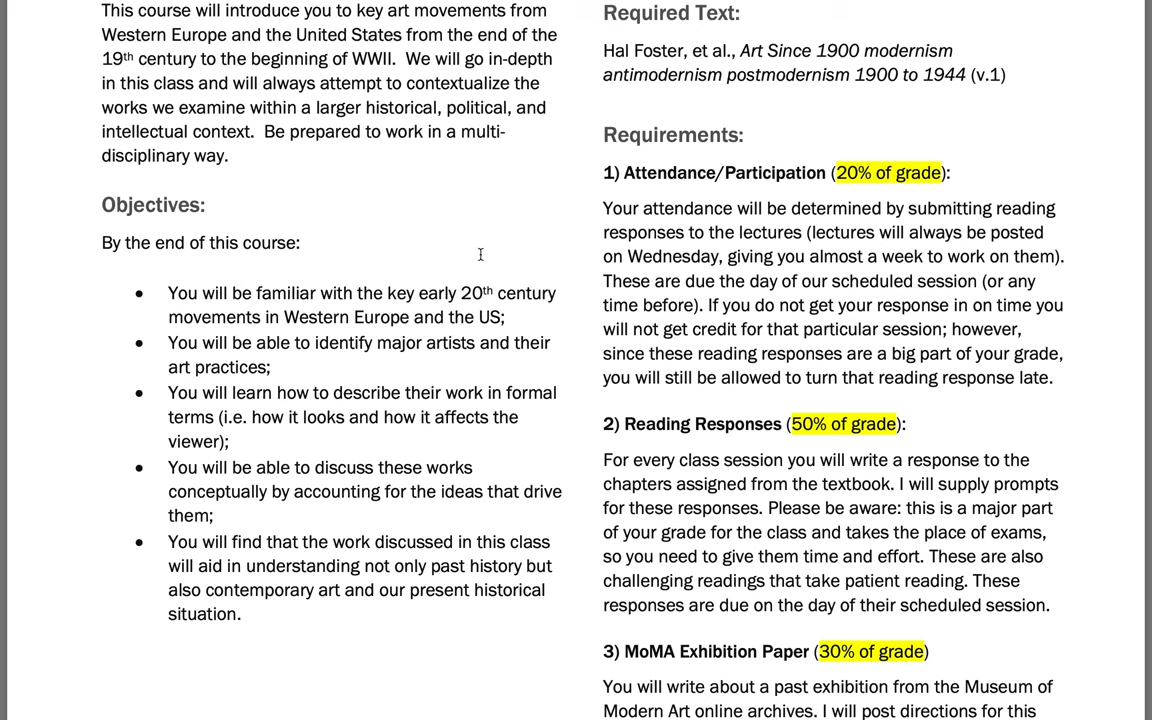 This course will introduce you to key art movements from
Western Europe and the United States from the end of the
19th century to the beginning of WWII.  We will go in-depth
in this class and will always attempt to contextualize the
works we examine within a larger historical, political, and
intellectual context.  Be prepared to work in a multi-
disciplinary way.
Objectives:
By the end of this course:
• You will be familiar with the key early 20th century
movements in Western Europe and the US;
• You will be able to identify major artists and their
art practices;
• You will learn how to describe their work in formal
terms (i.e. how it looks and how it affects the
viewer);
• You will be able to discuss these works
conceptually by accounting for the ideas that drive
them;
• You will find that the work discussed in this class
will aid in understanding not only past history but
also contemporary art and our present historical
situation.
Required Text:
Hal Foster, et al., Art Since 1900 modernism
antimodernism postmodernism 1900 to 1944 (v.1)
Requirements:
1) Attendance/Participation (20% of grade):
Your attendance will be determined by submitting reading
responses to the lectures (lectures will always be posted
on Wednesday, giving you almost a week to work on them).
These are due the day of our scheduled session (or any
time before). If you do not get your response in on time you
will not get credit for that particular session; however,
since these reading responses are a big part of your grade,
you will still be allowed to turn that reading response late.
2) Reading Responses (50% of grade):
For every class session you will write a response to the
chapters assigned from the textbook. I will supply prompts
for these responses. Please be aware: this is a major part
of your grade for the class and takes the place of exams,
so you need to give them time and effort. These are also
challenging readings that take patient reading. These
responses are due on the day of their scheduled session.
3) MoMA Exhibition Paper (30% of grade)
You will write about a past exhibition from the Museum of
Modern Art online archives. I will post directions for this